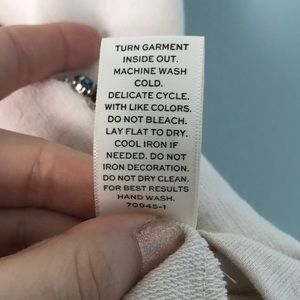 TURN GARMENT
INSIDE OUT.
MACHINE WASH
COLD.
DELICATE CYCLE.
WITH LIKE COLORS.
DO NOT BLEACH.
LAY FLAT TO DRY.
COOL IRON IF
NEEDED. DO NOT
IRON DECORATION.
DO NOT DRY CLEAN.
FOR BEST RESULTS
HAND WASH.
70945-1